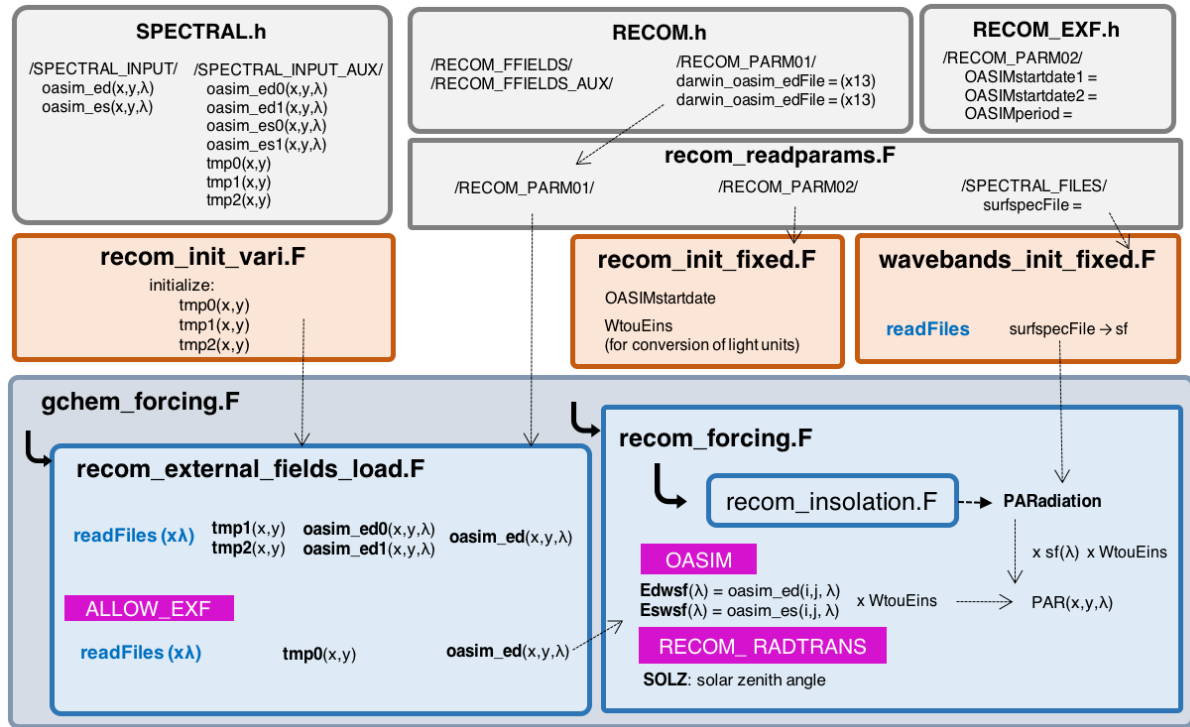 SPECTRAL.h
/SPECTRAL_INPUT/
oasim_ed(x,y,λ)
oasim_es(x,y,λ)
/SPECTRAL_INPUT_AUX/
oasim_ed0(x,y,λ)
oasim_ed1(x,y,λ)
oasim_es0(x,y,λ)
oasim_es1(x,y,λ)
tmp0(x,y)
tmp1(x,y)
tmp2(x,y)
RECOM.h
/RECOM_FFIELDS/
/RECOM_FFIELDS_AUX/
/RECOM_PARM01/
darwin_oasim_edFile = (x13)
darwin_oasim_edFile = (x13)
RECOM_EXF.h
/RECOM_PARM02/
OASIMstartdate1 =
OASIMstartdate2 =
OASIMperiod =
recom_readparams.F
/RECOM_PARM01/
/RECOM_PARM02/
/SPECTRAL_FILES/
surfspecFile =
recom_init_vari.F
initialize:
tmp0(x,y)
tmp1(x,y)
tmp2(x,y)
recom_init_fixed.F
OASIMstartdate
WtouEins
(for conversion of light units)
wavebands_init_fixed.F
readFiles surfspecFile → sf
gchem_forcing.F
recom_external_fields_load.F
readFiles (xλ)
tmp1(x,y)
tmp2(x,y)
oasim_ed0(x,y,λ)
oasim_ed1(x,y,λ)
oasim_ed(x,y,λ)
ALLOW_EXF
readFiles (xλ) tmp0(x,y) oasim_ed(x,y,λ)
recom_forcing.F
recom_insolation.F
PARadiation
x sf(λ) x WtouEins
OASIM
Edwsf(λ) = oasim_ed(i,j, λ)
Eswsf(λ) = oasim_es(i,j, λ)
x WtouEins
PAR(x,y,λ)
RECOM_ RADTRANS
SOLZ: solar zenith angle